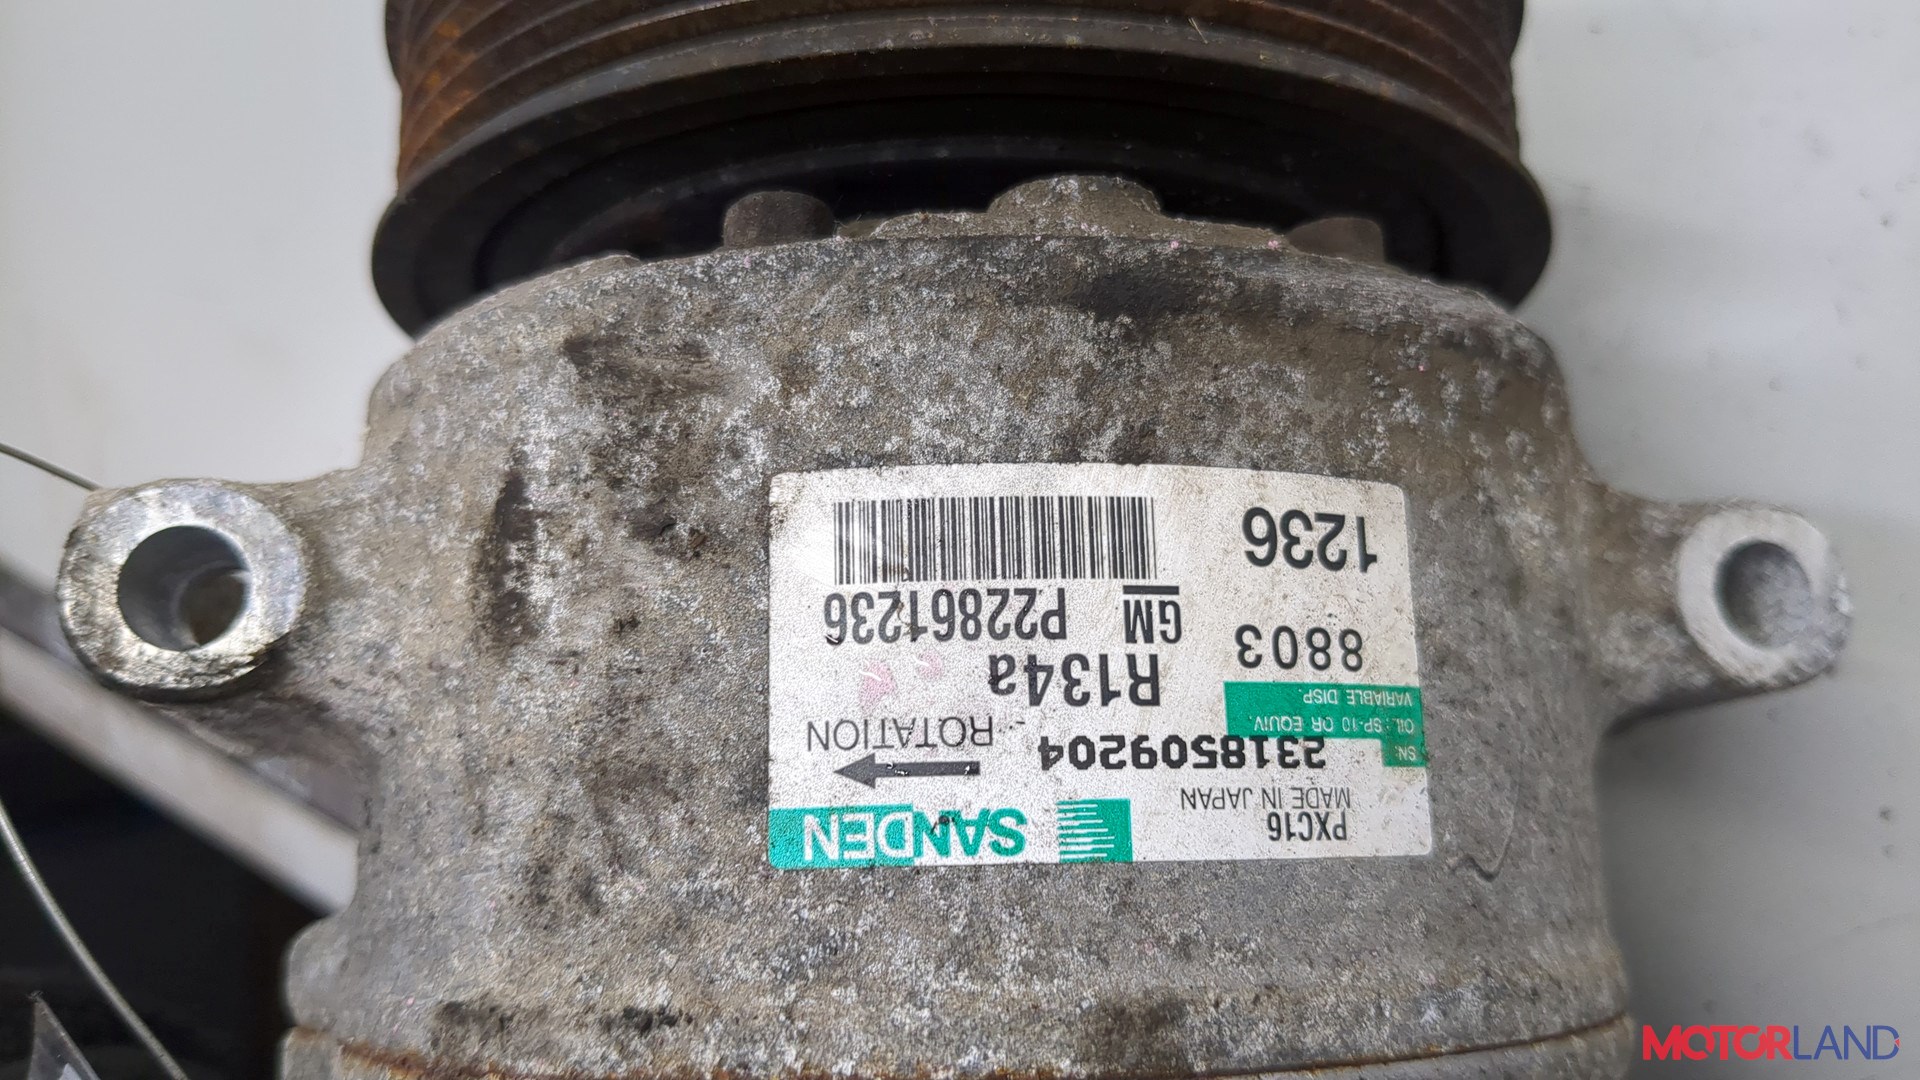 SANDEN
PXC16
MADE IN JAPAN
ROTATION
SN:
2318509204
OIL: SP-10 OR EQUIV.
VARIABLE DISP.
R134a
8803
GM P22861236
1236
MOTORLAND